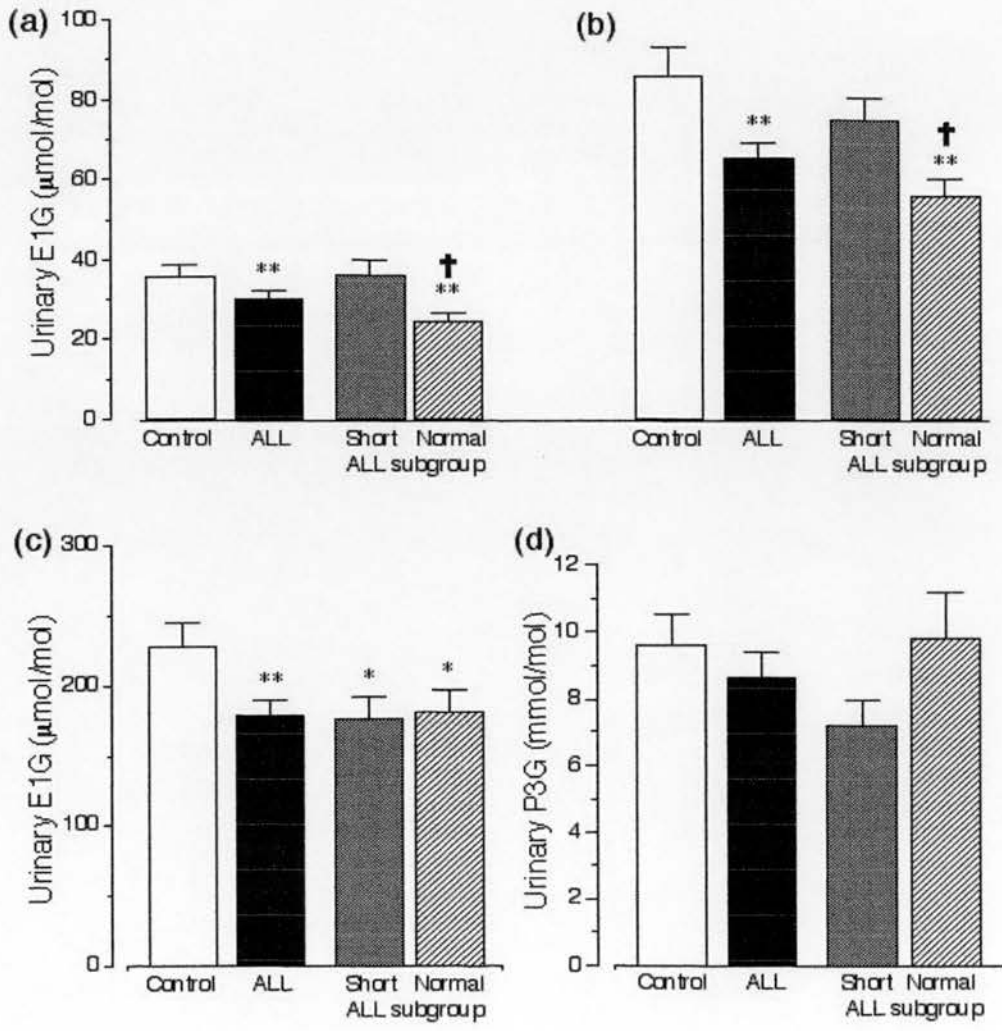 (a)
Urinary E1G (µmol/mol)
100
80
60
40
20
0
**
†
**
Control ALL Short Normal
ALL subgroup
(b)
**
†
**
Control ALL Short Normal
ALL subgroup
(c)
Urinary E1G (µmol/mol)
300
200
100
0
**
*
*
Control ALL Short Normal
ALL subgroup
(d)
Urinary P3G (mmol/mol)
12
10
8
6
4
2
0
Control ALL Short Normal
ALL subgroup